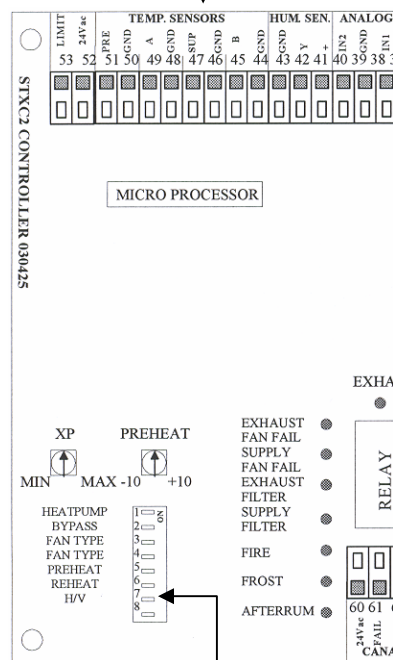 TEMP. SENSORS HUM. SEN. ANALOG
LIMIT 24Vac PRE GND A GND SUP GND B GND GND Y + IN2 GND IN1
53 52 51 50 49 48 47 46 45 44 43 42 41 40 39 38
STXC2 CONTROLLER 030425
MICRO PROCESSOR
EXHA
XP PREHEAT
MIN MAX -10 +10
RELAY
EXHAUST
FAN FAIL
SUPPLY
FAN FAIL
EXHAUST
FILTER
SUPPLY
FILTER
FIRE
FROST
AFTERRUM
HEATPUMP 1 ON
BYPASS 2
FAN TYPE 3
FAN TYPE 4
PREHEAT 5
REHEAT 6
H/V 7
8
60 61
24Vac FAIL
CANA